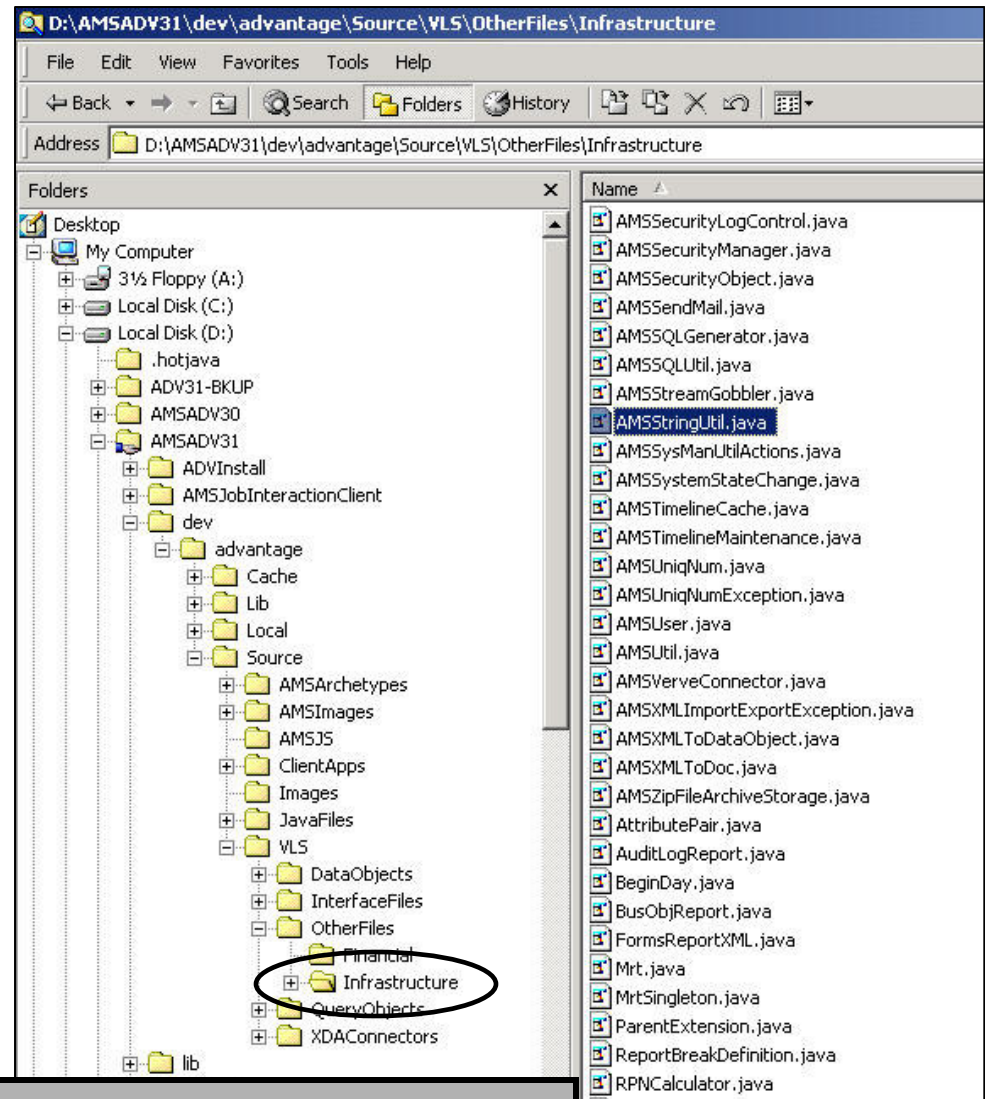 D:\AMSADV31\dev\advantage\Source\VLS\OtherFiles\Infrastructure
File Edit View Favorites Tools Help
Back Search Folders History
Address D:\AMSADV31\dev\advantage\Source\VLS\OtherFiles\Infrastructure
Folders
Desktop
My Computer
3½ Floppy (A:)
Local Disk (C:)
Local Disk (D:)
.hotjava
ADV31-BKUP
AMSADV30
AMSADV31
ADVInstall
AMSJobInteractionClient
dev
advantage
Cache
Lib
Local
Source
AMSArchetypes
AMSImages
AMSJS
ClientApps
Images
JavaFiles
VLS
DataObjects
InterfaceFiles
OtherFiles
Financial
Infrastructure
QueryObjects
XDAConnectors
lib
Name
AMSSecurityLogControl.java
AMSSecurityManager.java
AMSSecurityObject.java
AMSSendMail.java
AMSSQLGenerator.java
AMSSQLUtil.java
AMSStreamGobbler.java
AMSStringUtil.java
AMSSysManUtilActions.java
AMSSystemStateChange.java
AMSTimelineCache.java
AMSTimelineMaintenance.java
AMSUniqNum.java
AMSUniqNumException.java
AMSUser.java
AMSUtil.java
AMSVerveConnector.java
AMSXMLImportExportException.java
AMSXMLToDataObject.java
AMSXMLToDoc.java
AMSZipFileArchiveStorage.java
AttributePair.java
AuditLogReport.java
BeginDay.java
BusObjReport.java
FormsReportXML.java
Mrt.java
MrtSingleton.java
ParentExtension.java
ReportBreakDefinition.java
RPNCalculator.java